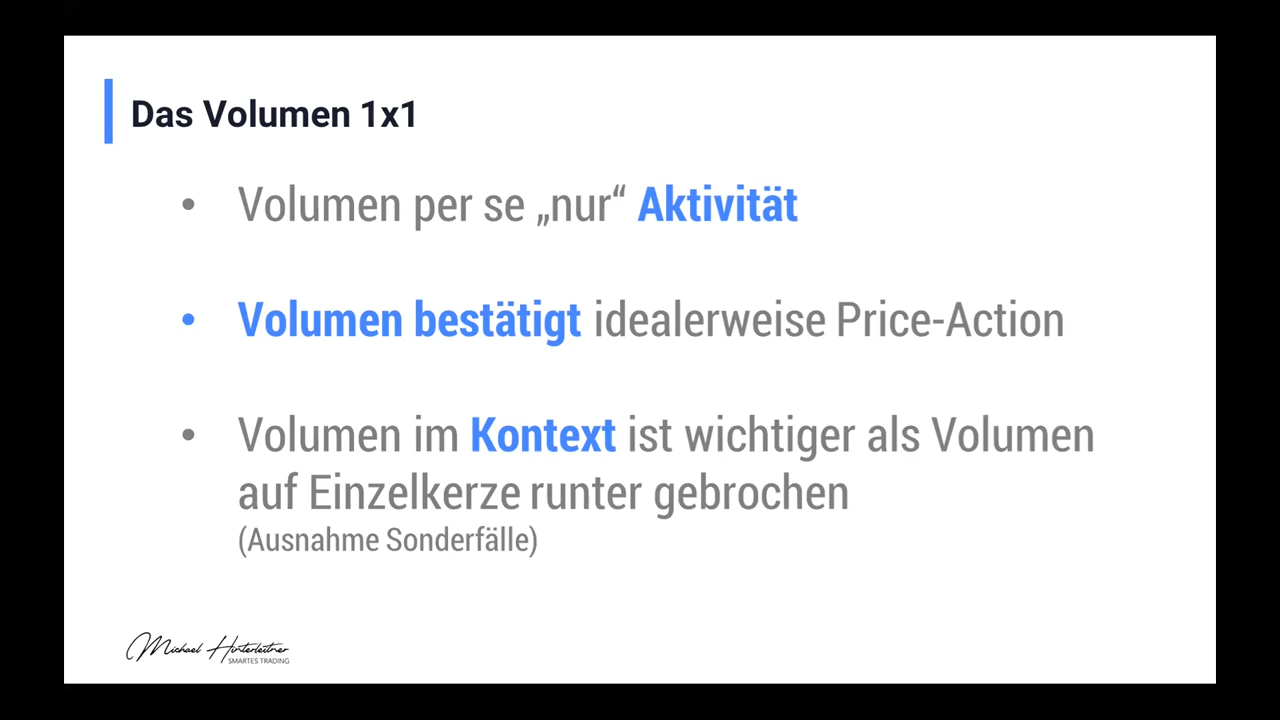 Das Volumen 1x1
• Volumen per se „nur“ Aktivität
• Volumen bestätigt idealerweise Price-Action
• Volumen im Kontext ist wichtiger als Volumen
auf Einzelkerze runter gebrochen
(Ausnahme Sonderfälle)
Michael Hinterleitner
SMARTES TRADING